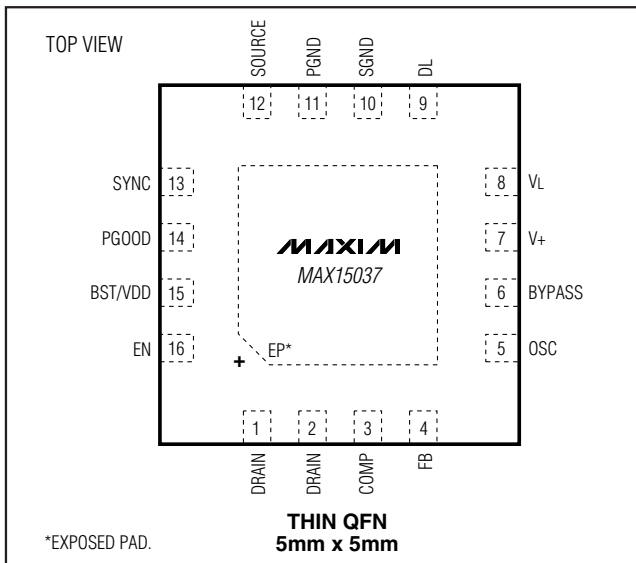 TOP VIEW
SOURCE
PGND
SGND
DL
12
11
10
9
SYNC 13
PGOOD 14
BST/VDD 15
EN 16
8 VL
7 V+
6 BYPASS
5 OSC
MAXIM
MAX15037
+
EP*
1
2
3
4
DRAIN
DRAIN
COMP
FB
*EXPOSED PAD.
THIN QFN
5mm x 5mm